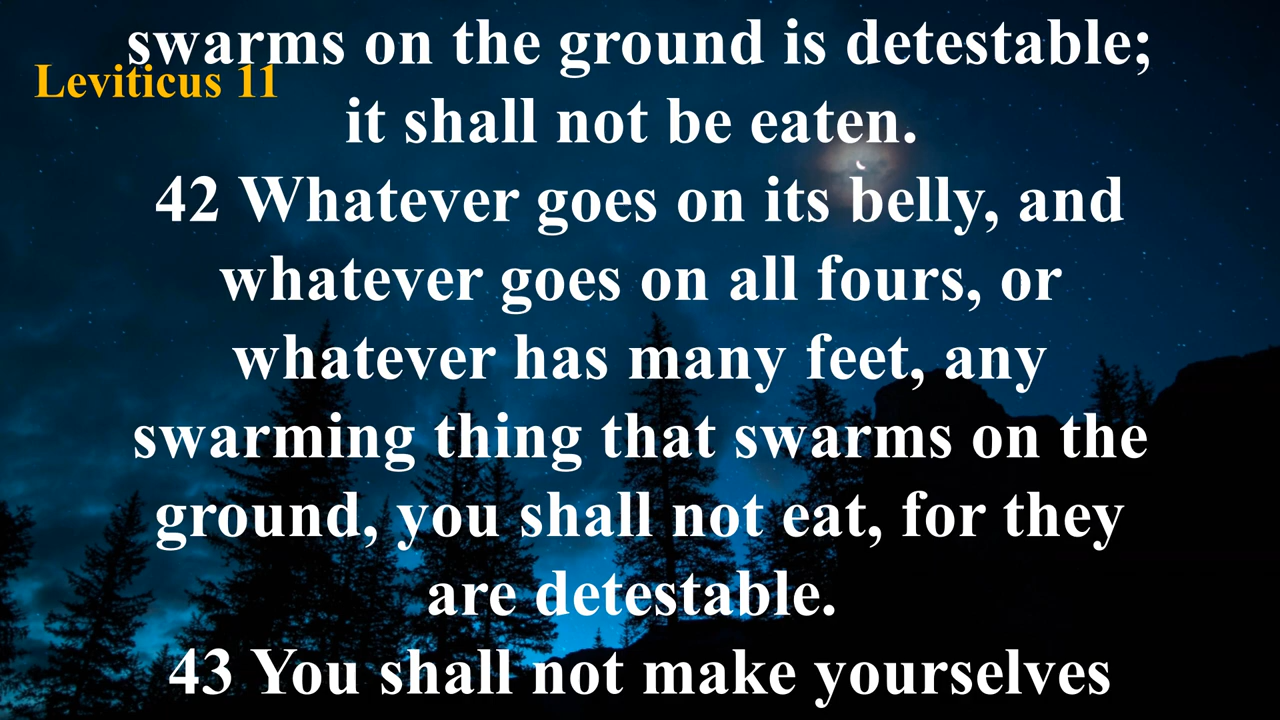 swarms on the ground is detestable;
Leviticus 11
it shall not be eaten.
42 Whatever goes on its belly, and
whatever goes on all fours, or
whatever has many feet, any
swarming thing that swarms on the
ground, you shall not eat, for they
are detestable.
43 You shall not make yourselves